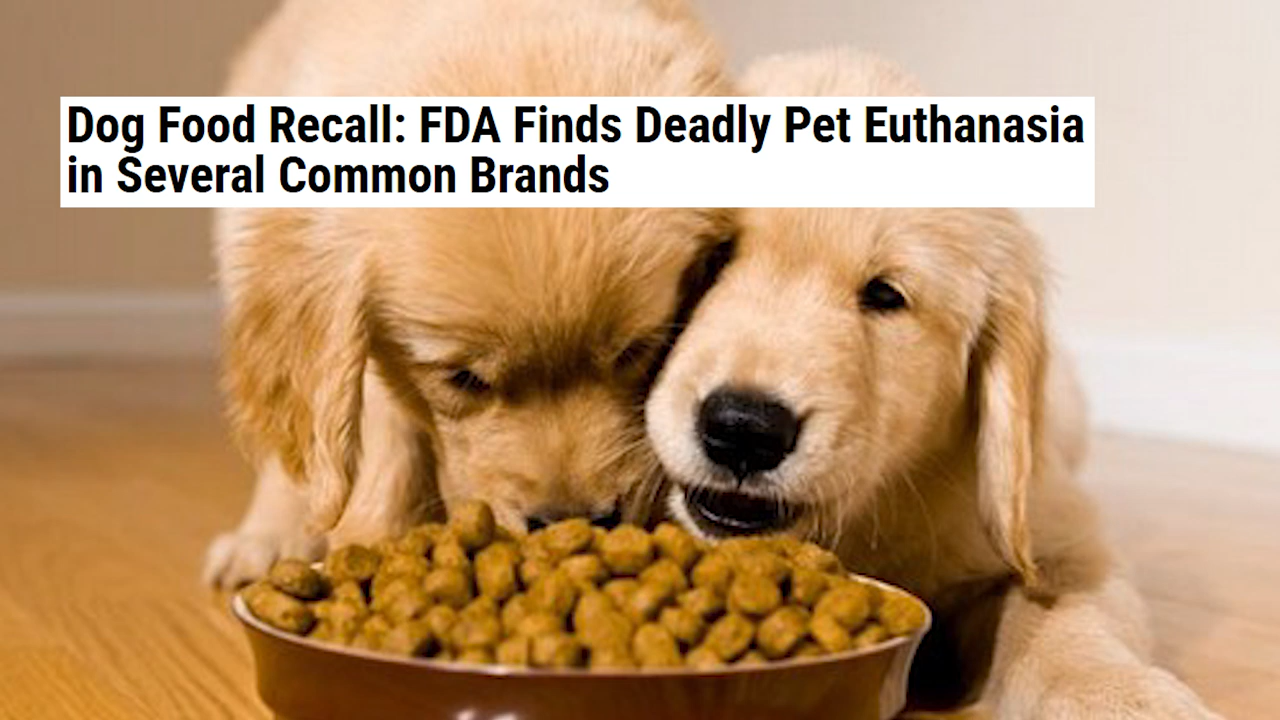 Dog Food Recall: FDA Finds Deadly Pet Euthanasia
in Several Common Brands